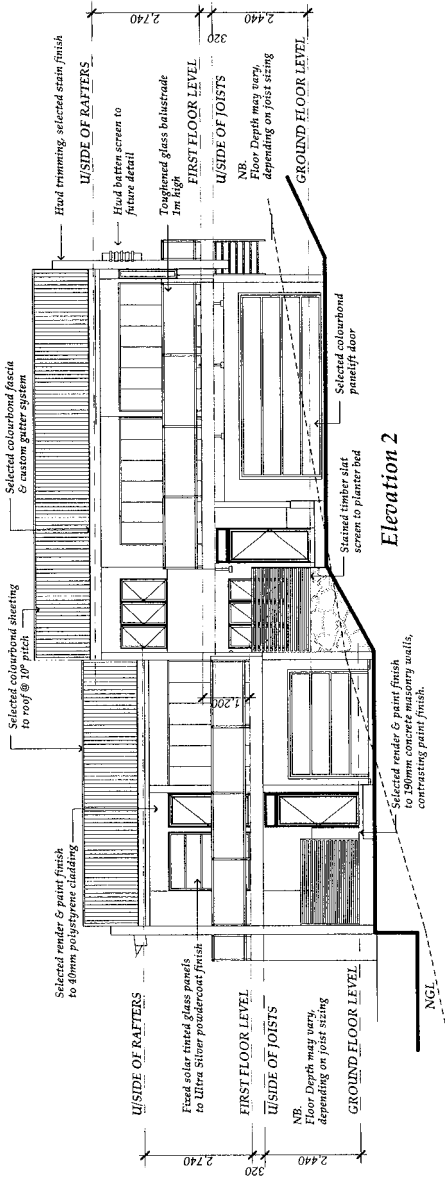 Selected colourbond fascia
& custom gutter system
Selected colourbond sheeting
to roof @ 10° pitch
Selected render & paint finish
to 40mm polystyrene cladding
Hwd trimming, selected stain finish
U/SIDE OF RAFTERS
Hwd batten screen to
future detail
Toughened glass balustrade
1m high
FIRST FLOOR LEVEL
U/SIDE OF JOISTS
NB.
Floor Depth may vary,
depending on joist sizing
GROUND FLOOR LEVEL
2,740
320
2,440
U/SIDE OF RAFTERS
Fixed solar tinted glass panels
to Ultra Silver powdercoat finish
FIRST FLOOR LEVEL
U/SIDE OF JOISTS
NB.
Floor Depth may vary,
depending on joist sizing
GROUND FLOOR LEVEL
2,740
320
2,440
1,200
NGL
Selected render & paint finish
to 190mm concrete masonry walls,
contrasting paint finish.
Stained timber slat
screen to planter bed
Selected colourbond
panelift door
Elevation 2